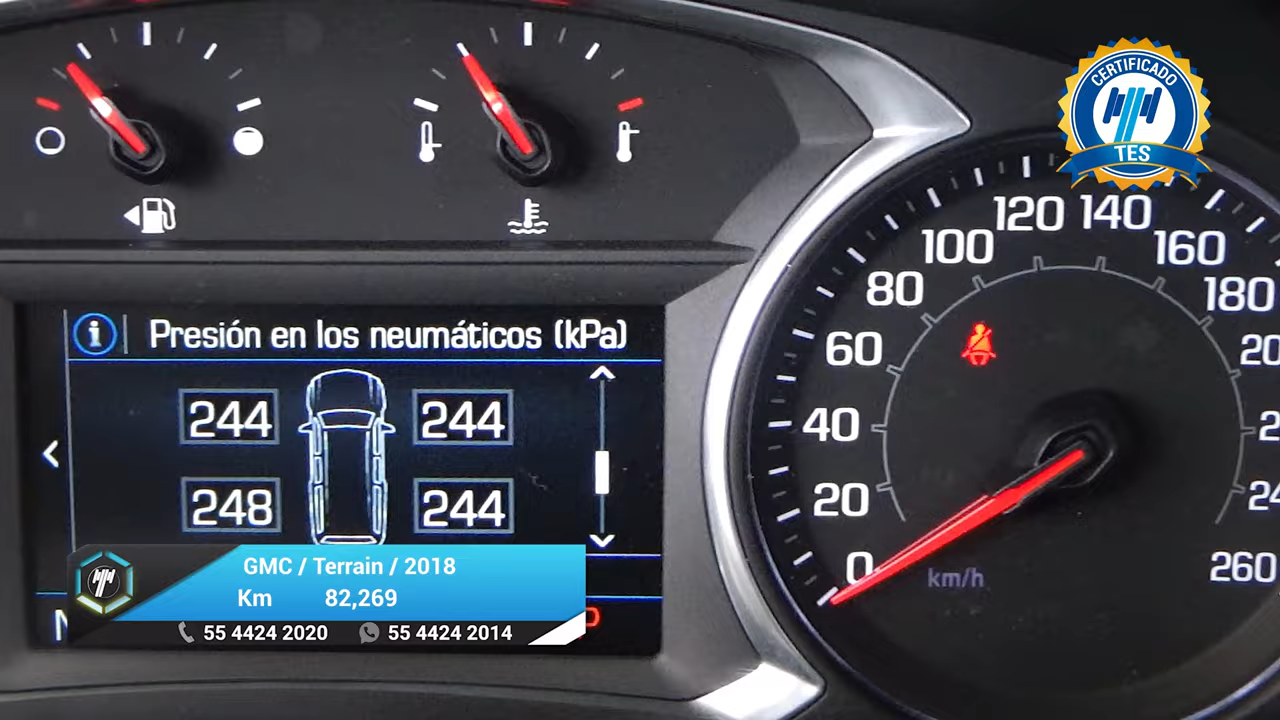 CERTIFICADO
TES
120 140
100 160
80 180
60
40
20
0
260
km/h
Presión en los neumáticos (kPa)
244 244
248 244
GMC / Terrain / 2018
Km 82,269
55 4424 2020 55 4424 2014